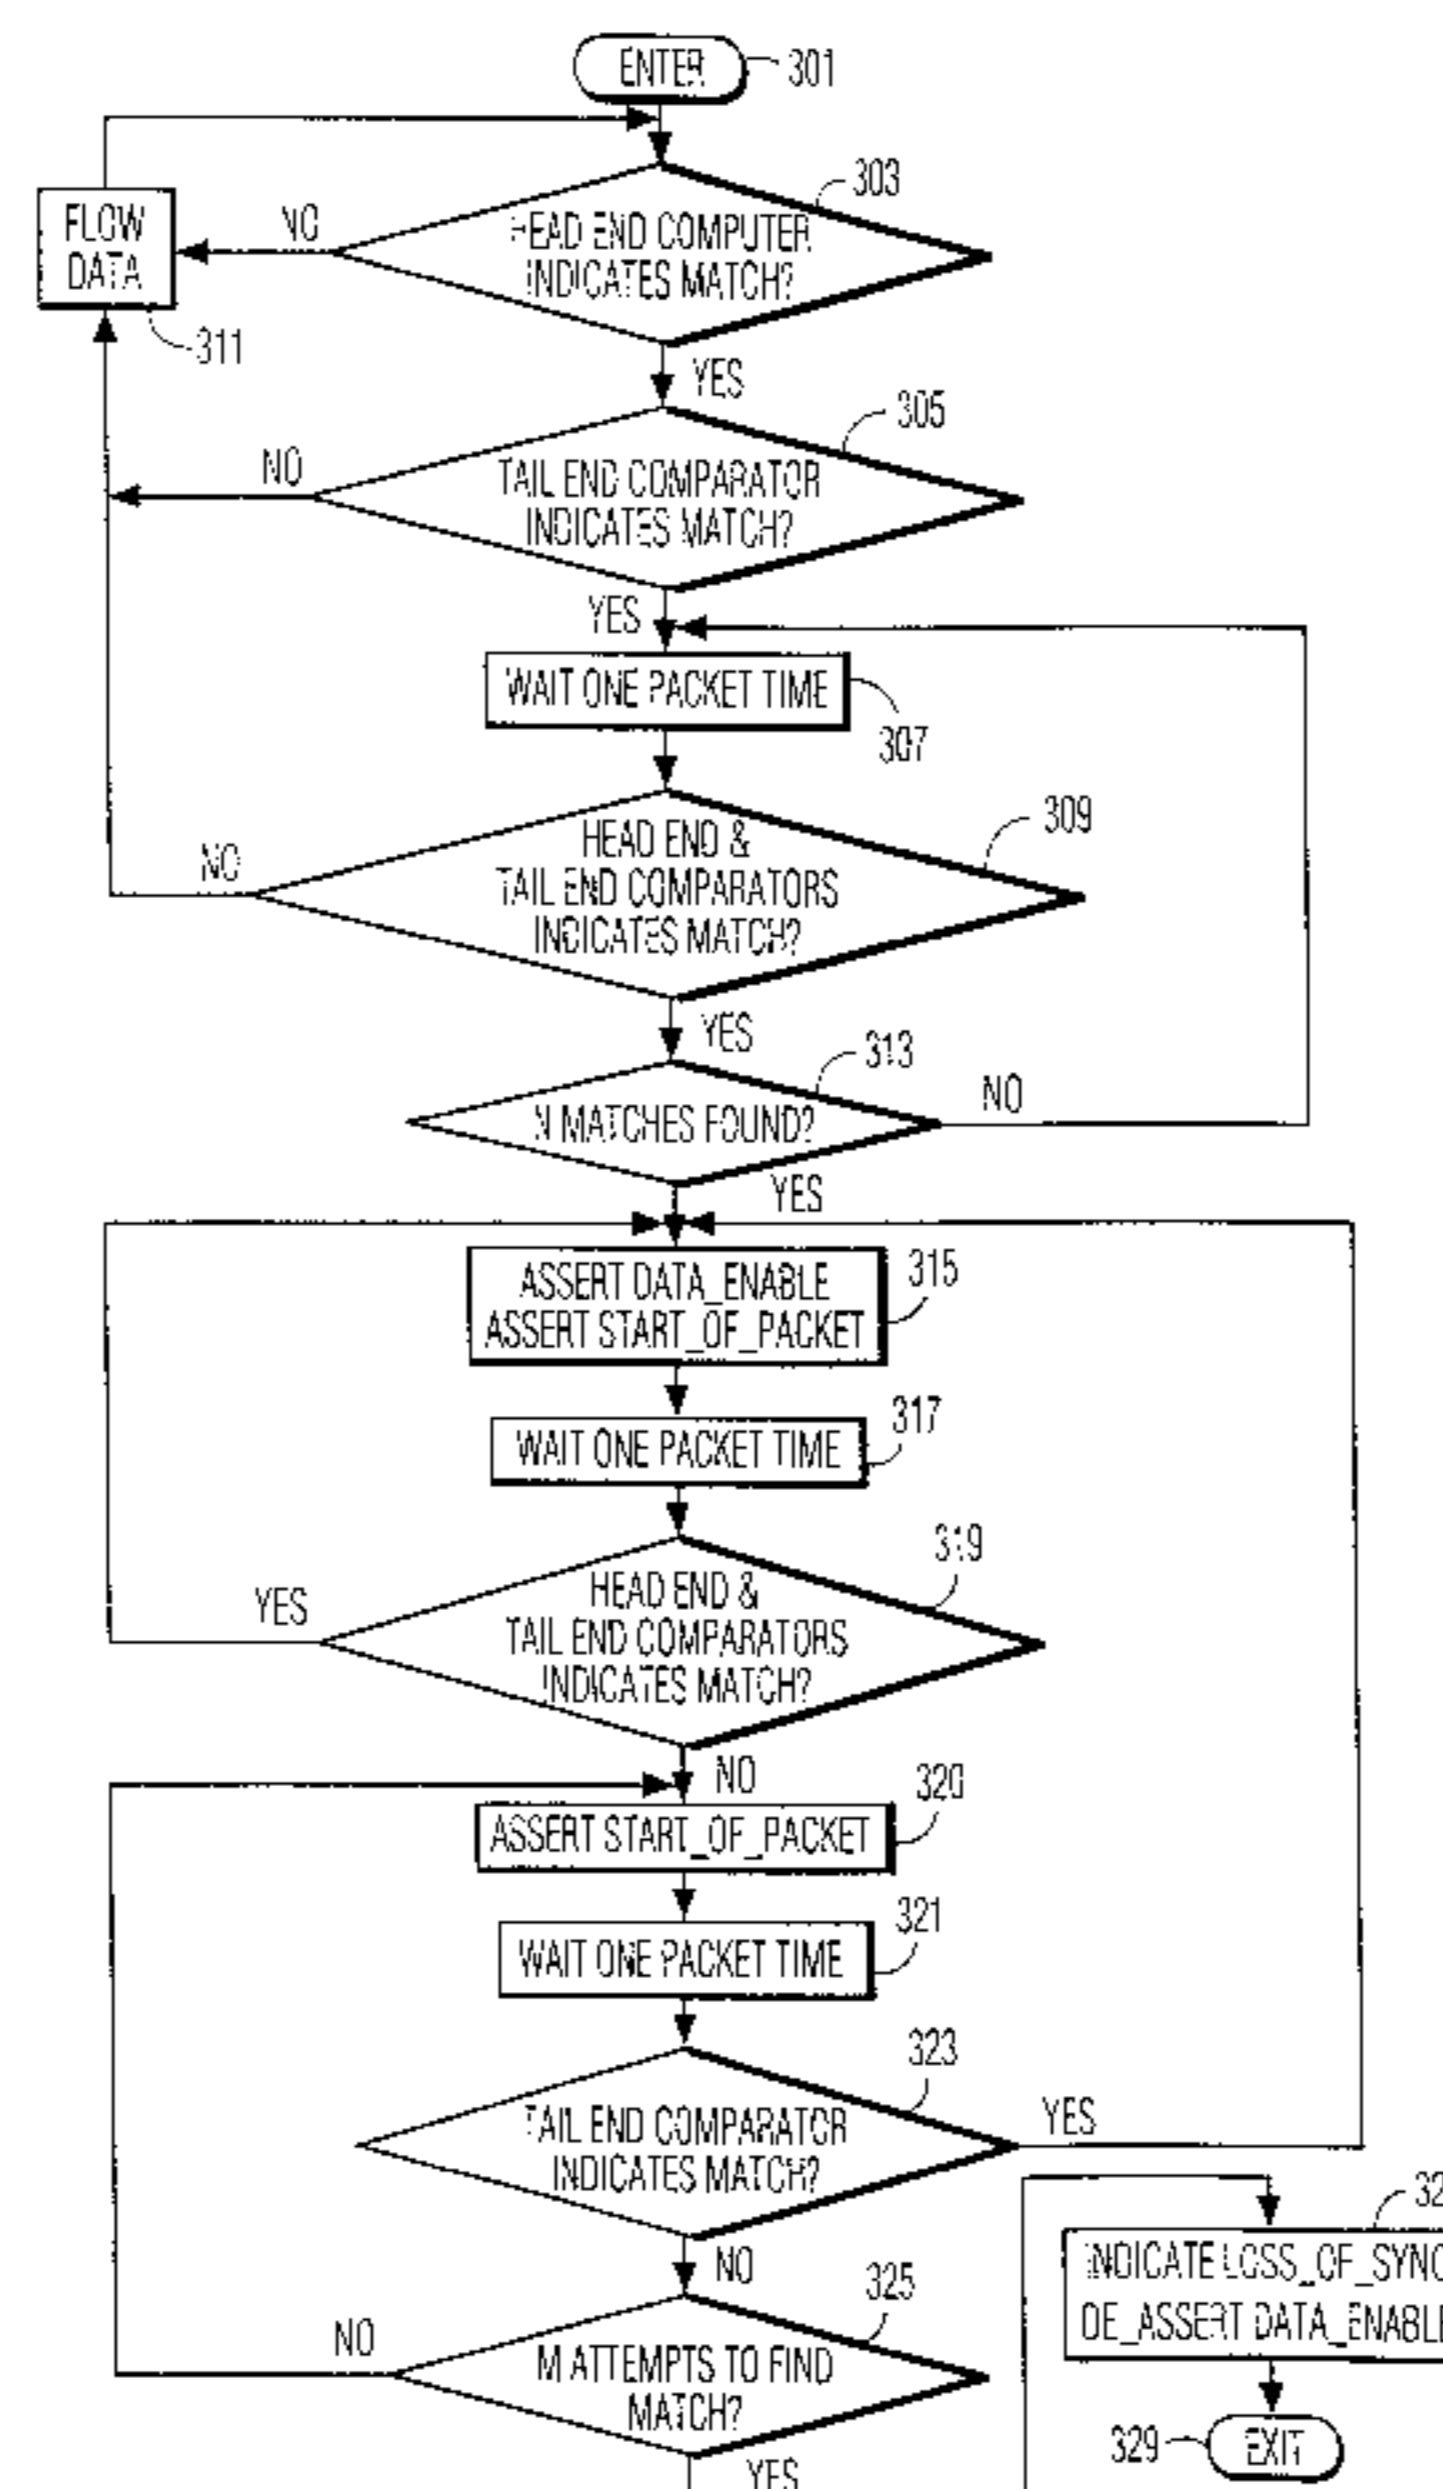 ENTER
301
303
HEAD END COMPUTER
INDICATES MATCH?
NO
FLOW
DATA
311
YES
305
TAIL END COMPARATOR
INDICATES MATCH?
NO
YES
WAIT ONE PACKET TIME
307
309
HEAD END &
TAIL END COMPARATORS
INDICATES MATCH?
NO
YES
313
N MATCHES FOUND?
NO
YES
315
ASSERT DATA_ENABLE
ASSERT START_OF_PACKET
317
WAIT ONE PACKET TIME
319
HEAD END &
TAIL END COMPARATORS
INDICATES MATCH?
YES
NO
320
ASSERT START_OF_PACKET
321
WAIT ONE PACKET TIME
323
TAIL END COMPARATOR
INDICATES MATCH?
YES
NO
325
M ATTEMPTS TO FIND
MATCH?
NO
YES
INDICATE LOSS_OF_SYNC
DE_ASSERT DATA_ENABLE
329
EXIT